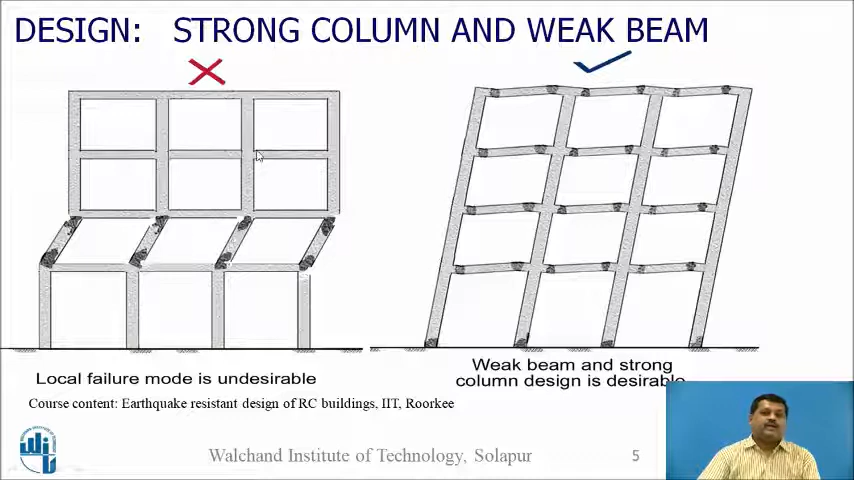 DESIGN: STRONG COLUMN AND WEAK BEAM
Local failure mode is undesirable
Weak beam and strong
column design is desirable
Course content: Earthquake resistant design of RC buildings, IIT, Roorkee
Walchand Institute of Technology, Solapur
5